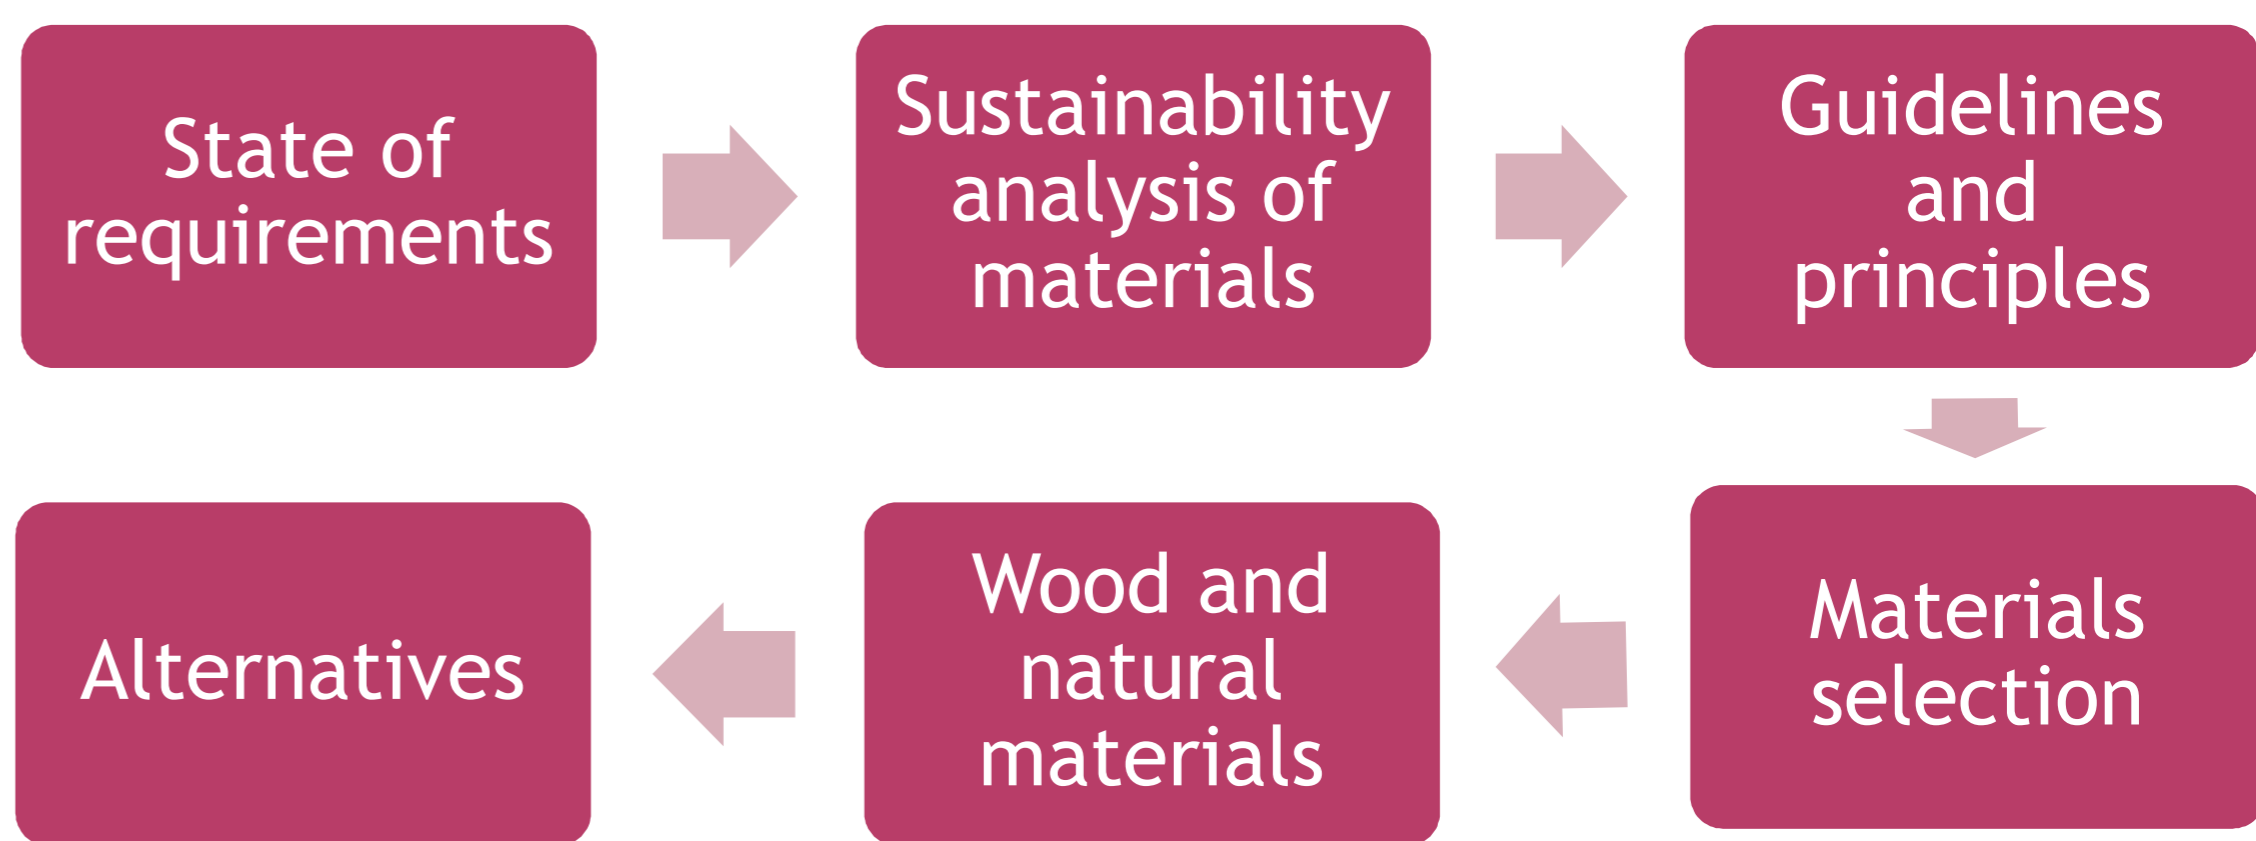 State of
requirements
Sustainability
analysis of
materials
Guidelines
and
principles
Materials
selection
Wood and
natural
materials
Alternatives